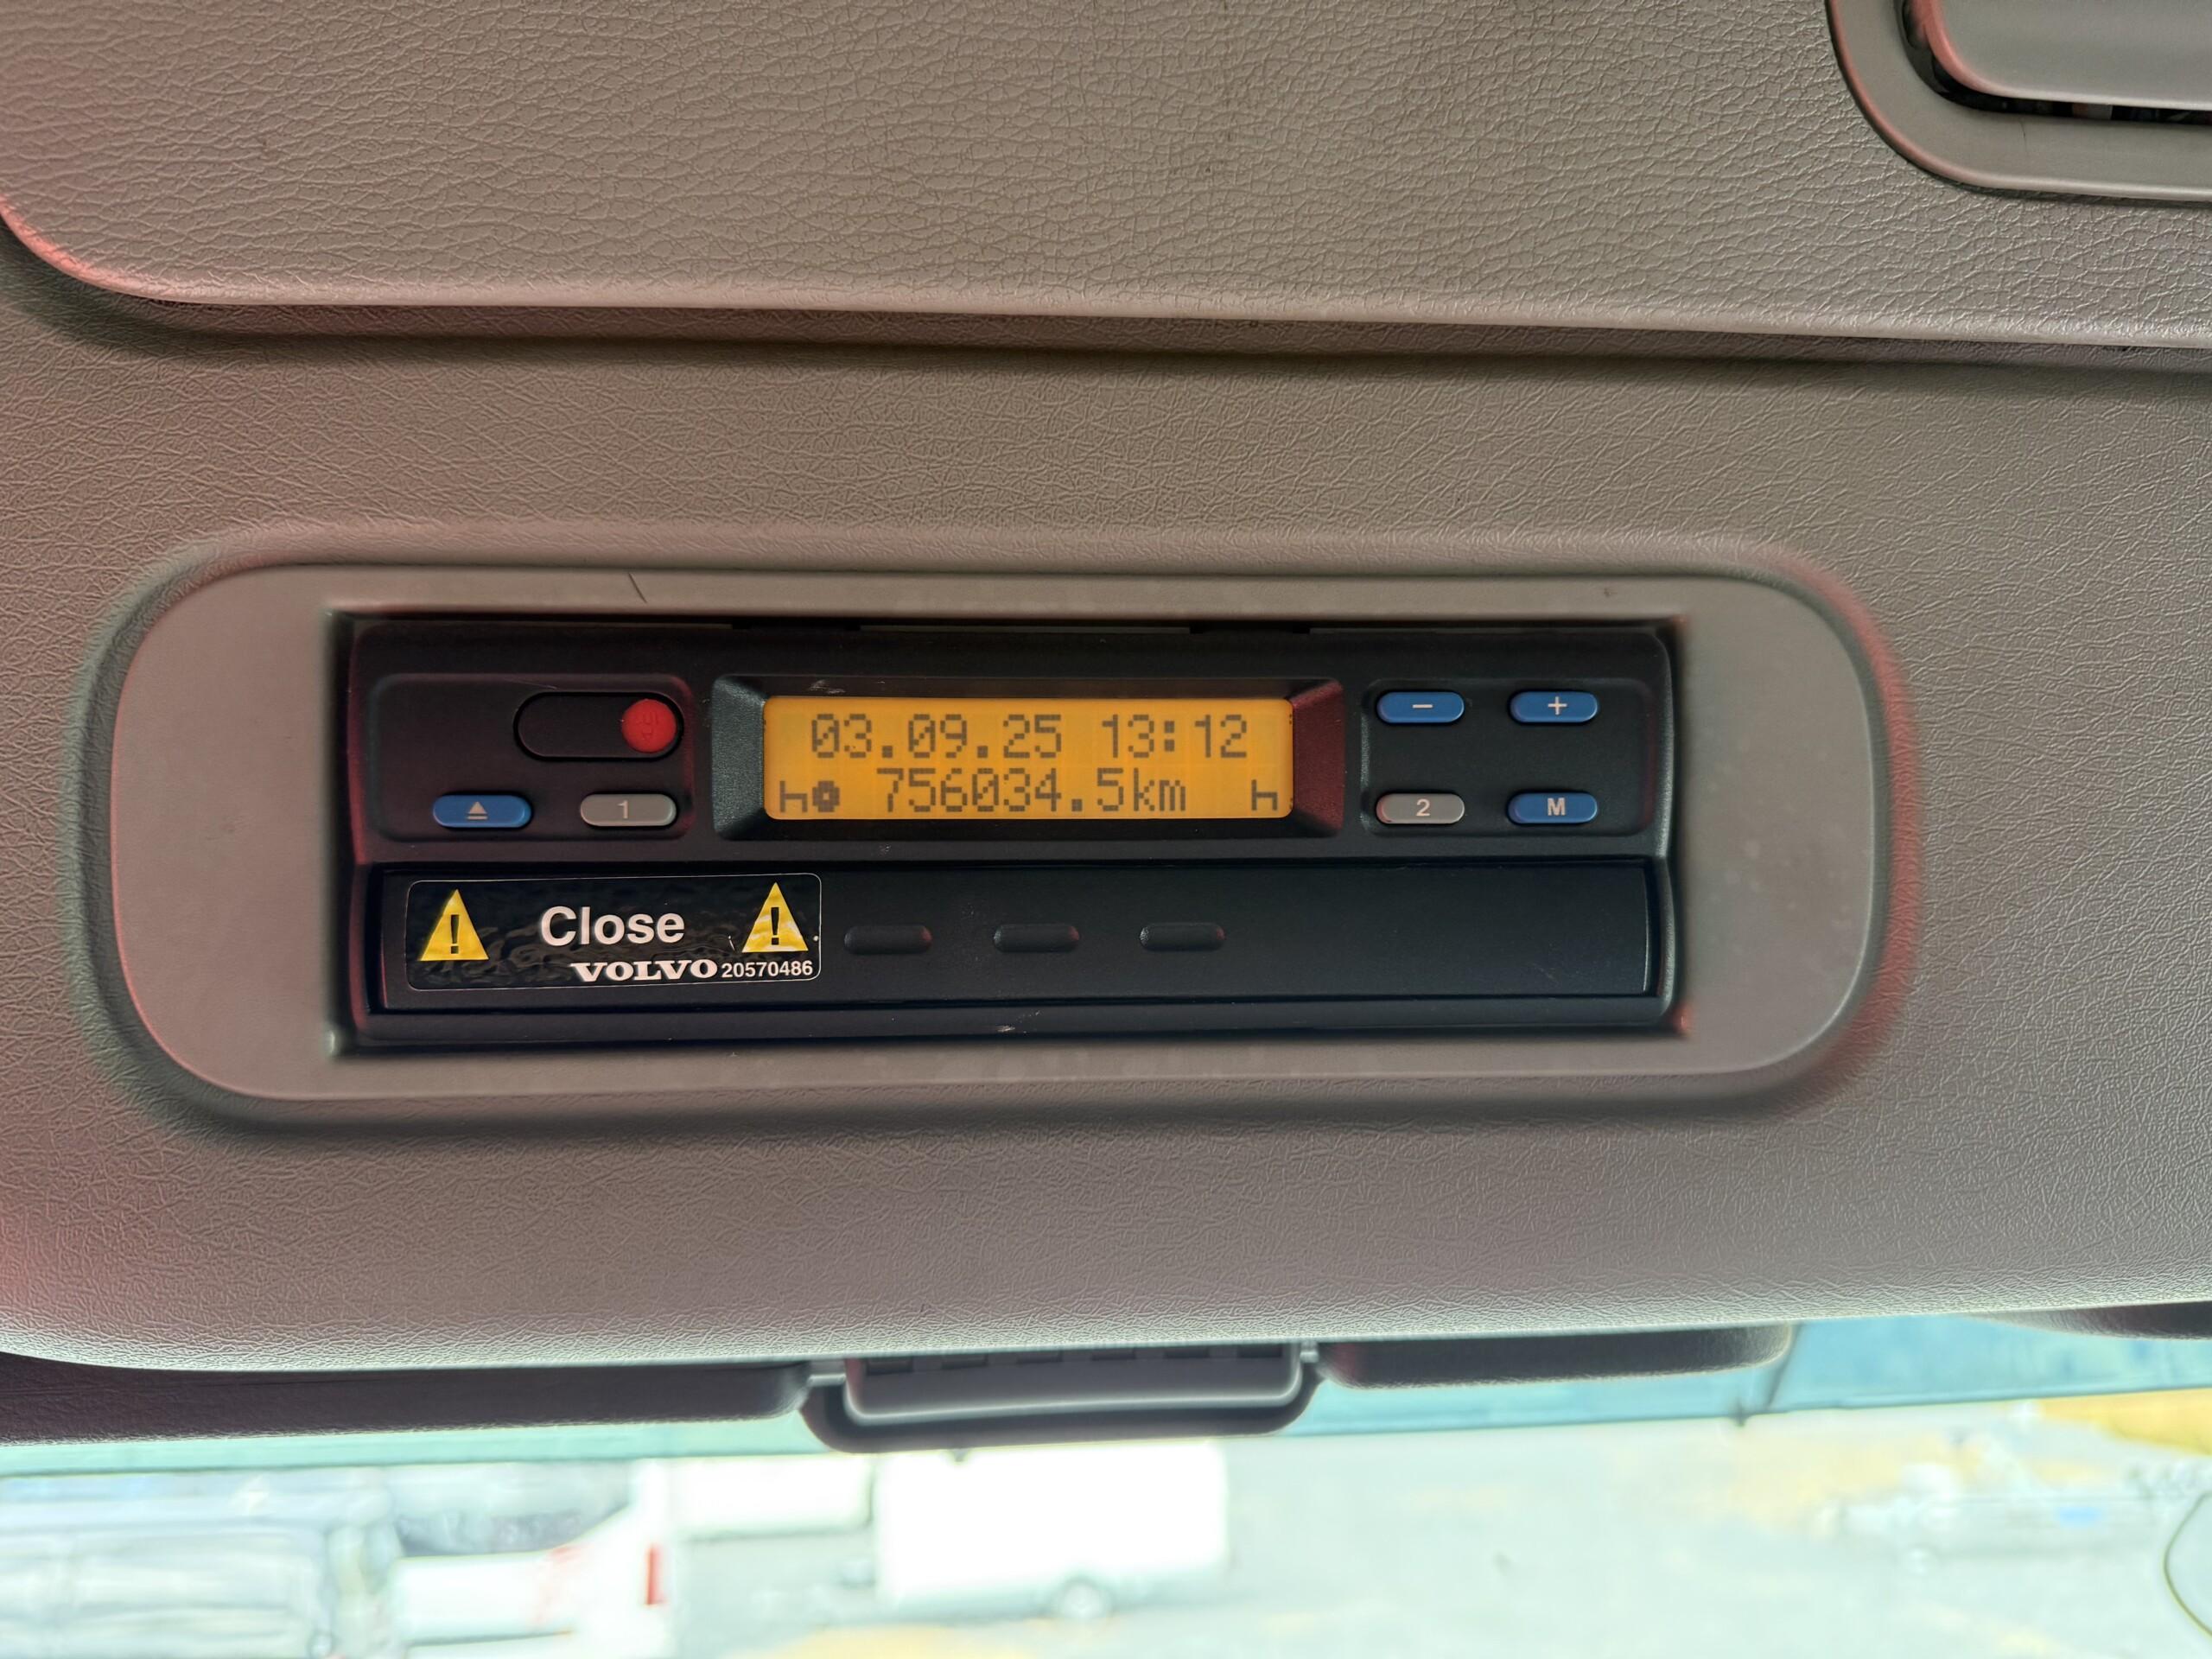 03.09.25 13:12
756034.5km
- +
1
2 M
! Close !
VOLVO 20570486